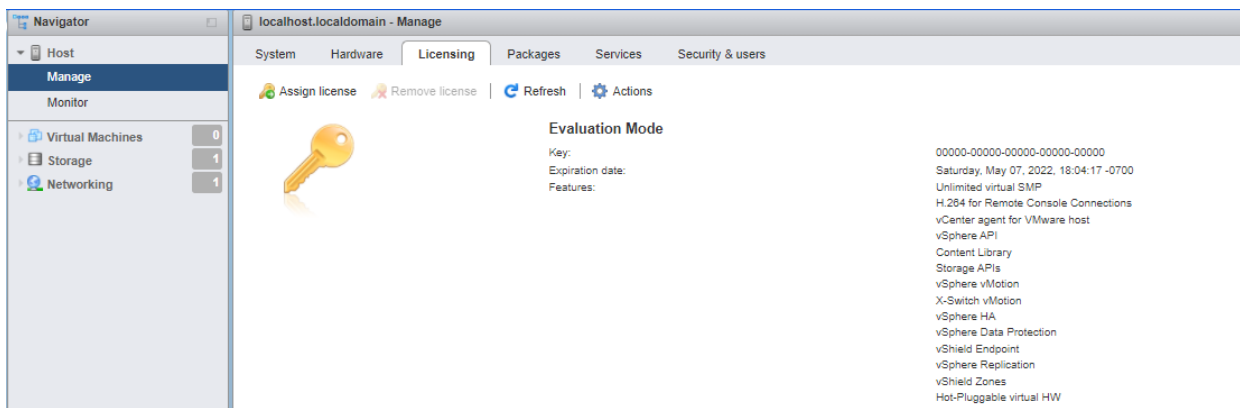 Navigator
Host
Manage
Monitor
Virtual Machines 0
Storage 1
Networking 1
localhost.localdomain - Manage
System Hardware Licensing Packages Services Security & users
Assign license Remove license Refresh Actions
Evaluation Mode
Key: 00000-00000-00000-00000-00000
Expiration date: Saturday, May 07, 2022, 18:04:17 -0700
Features: Unlimited virtual SMP
H.264 for Remote Console Connections
vCenter agent for VMware host
vSphere API
Content Library
Storage APIs
vSphere vMotion
X-Switch vMotion
vSphere HA
vSphere Data Protection
vShield Endpoint
vSphere Replication
vShield Zones
Hot-Pluggable virtual HW